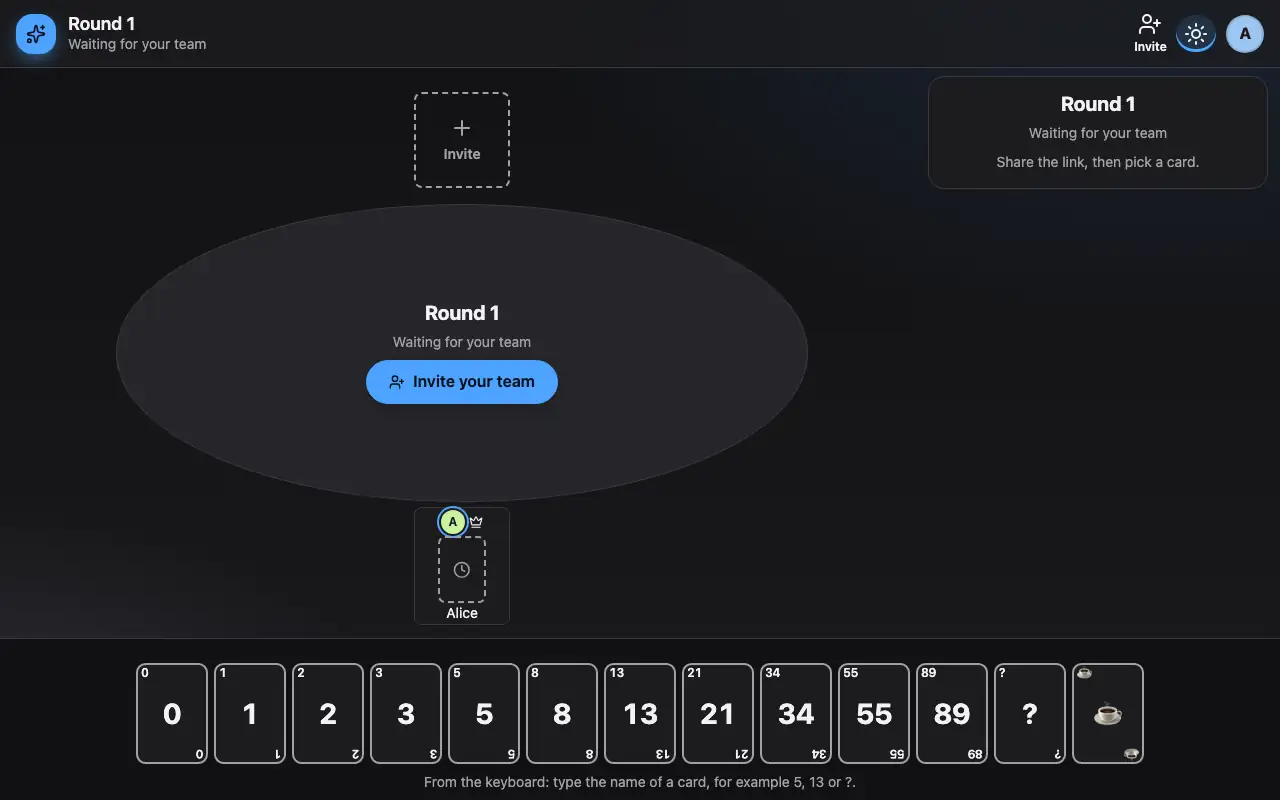 Round 1
Waiting for your team
Invite
A
Round 1
Waiting for your team
Share the link, then pick a card.
Invite
Round 1
Waiting for your team
Invite your team
A
Alice
0 0 0
1 1 1
2 2 2
3 3 3
5 5 5
8 8 8
13 13 13
21 21 21
34 34 34
55 55 55
89 89 89
? ? ?
From the keyboard: type the name of a card, for example 5, 13 or ?.